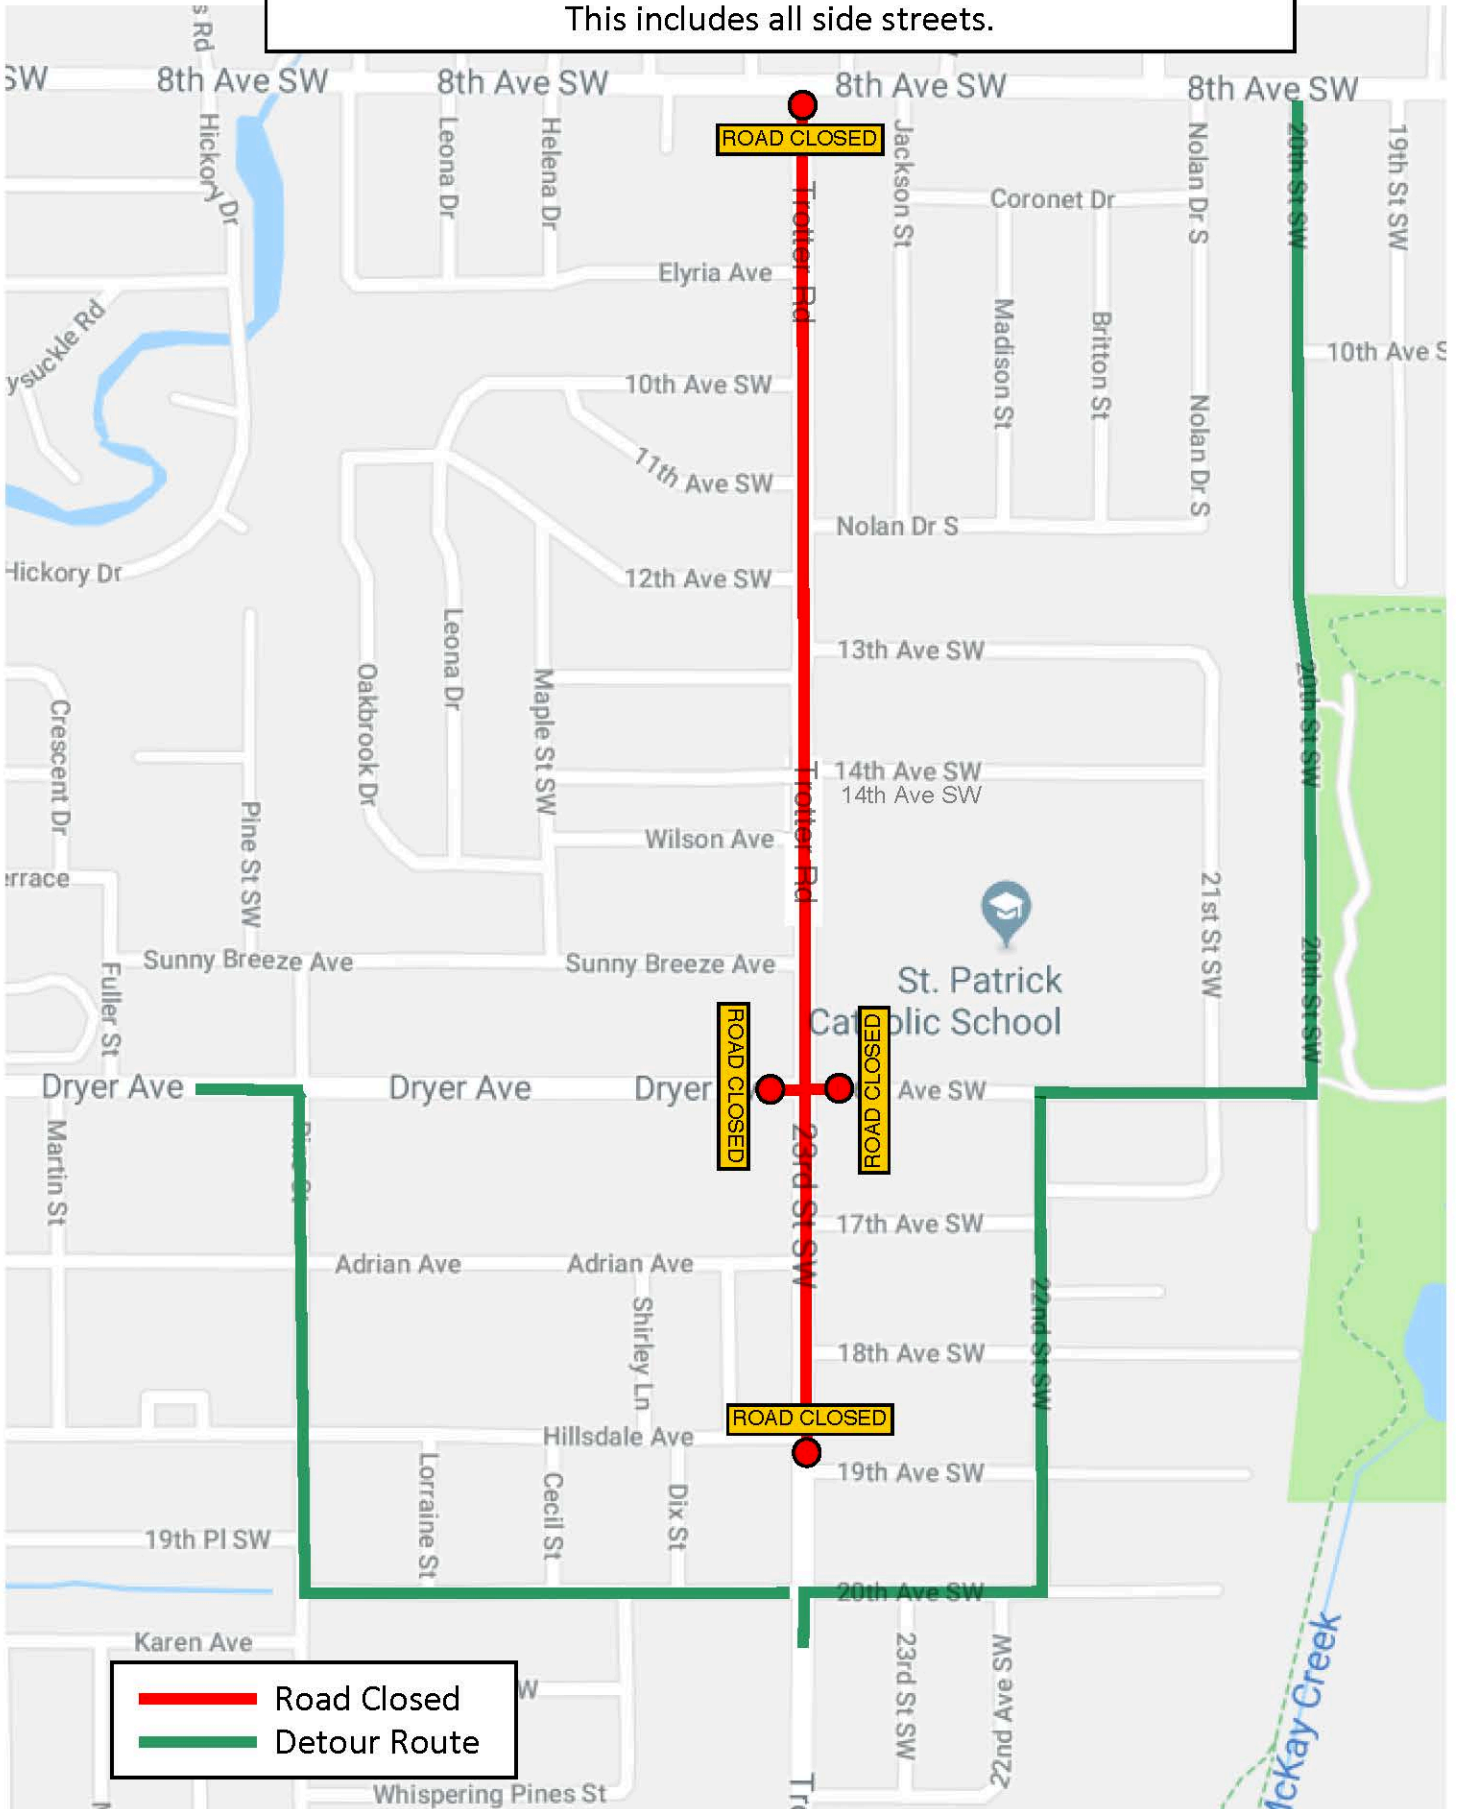 This includes all side streets.
s Rd
SW
8th Ave SW
8th Ave SW
8th Ave SW
8th Ave SW
ROAD CLOSED
Hickory Dr
Leona Dr
Helena Dr
Trotter Rd
Jackson St
Coronet Dr
Nolan Dr S
20th St SW
19th St SW
Elyria Ave
ysuckle Rd
Madison St
Britton St
10th Ave S
10th Ave SW
Nolan Dr S
11th Ave SW
Nolan Dr S
Hickory Dr
12th Ave SW
Leona Dr
13th Ave SW
Oakbrook Dr
Maple St SW
20th St SW
Crescent Dr
Trotter Rd
14th Ave SW
14th Ave SW
Pine St SW
Wilson Ave
errace
21st St SW
Sunny Breeze Ave
Sunny Breeze Ave
St. Patrick
Catholic School
20th St SW
Fuller St
ROAD CLOSED
ROAD CLOSED
Dryer Ave
Dryer Ave
Dryer
Ave SW
Martin St
Pine St
23rd St SW
17th Ave SW
Adrian Ave
Adrian Ave
Shirley Ln
22nd St SW
18th Ave SW
ROAD CLOSED
Hillsdale Ave
19th Ave SW
Lorraine St
Cecil St
Dix St
19th Pl SW
20th Ave SW
Karen Ave
23rd St SW
22nd Ave SW
McKay Creek
W
Road Closed
Detour Route
Whispering Pines St
Tro